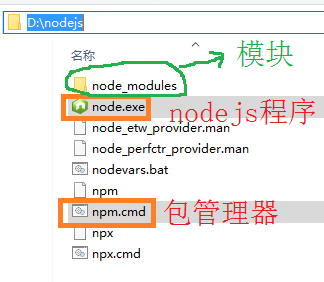 D:\nodejs
名称
模块
node_modules
node.exe
nodejs程序
node_etw_provider.man
node_perfctr_provider.man
nodevars.bat
npm
npm.cmd
包管理器
npx
npx.cmd